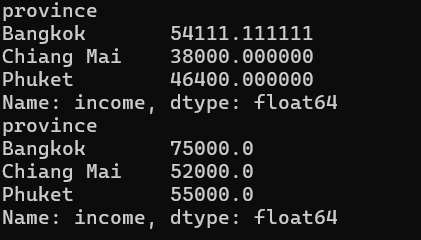 province
Bangkok       54111.111111
Chiang Mai    38000.000000
Phuket        46400.000000
Name: income, dtype: float64
province
Bangkok       75000.0
Chiang Mai    52000.0
Phuket        55000.0
Name: income, dtype: float64